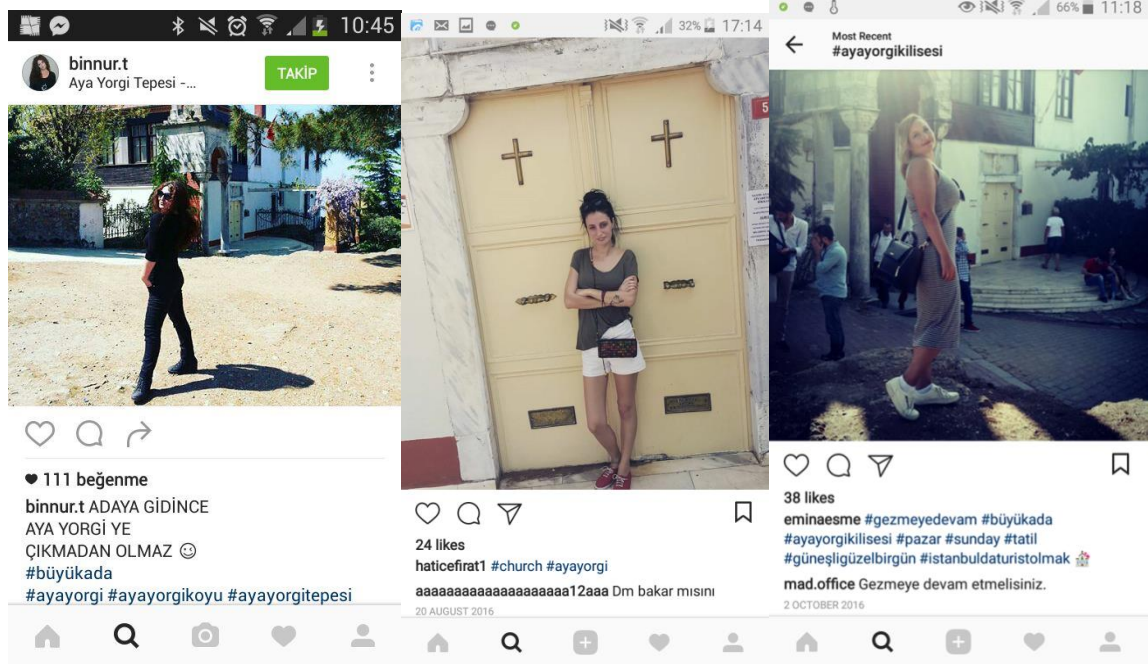 10:45
binnur.t
Aya Yorgi Tepesi -...
TAKİP
111 beğenme
binnur.t ADAYA GİDİNCE
AYA YORGİ YE
ÇIKMADAN OLMAZ
#büyükada
#ayayorgi #ayayorgikoyu #ayayorgitepesi
32% 17:14
5
24 likes
haticefirat1 #church #ayayorgi
aaaaaaaaaaaaaaaaaaaa12aaa Dm bakar mısını
20 AUGUST 2016
66% 11:18
Most Recent
#ayayorgikilisesi
38 likes
eminaesme #gezmeyedevam #büyükada
#ayayorgikilisesi #pazar #sunday #tatil
#güneşligüzelbirgün #istanbuldaturistolmak
mad.office Gezmeye devam etmelisiniz.
2 OCTOBER 2016